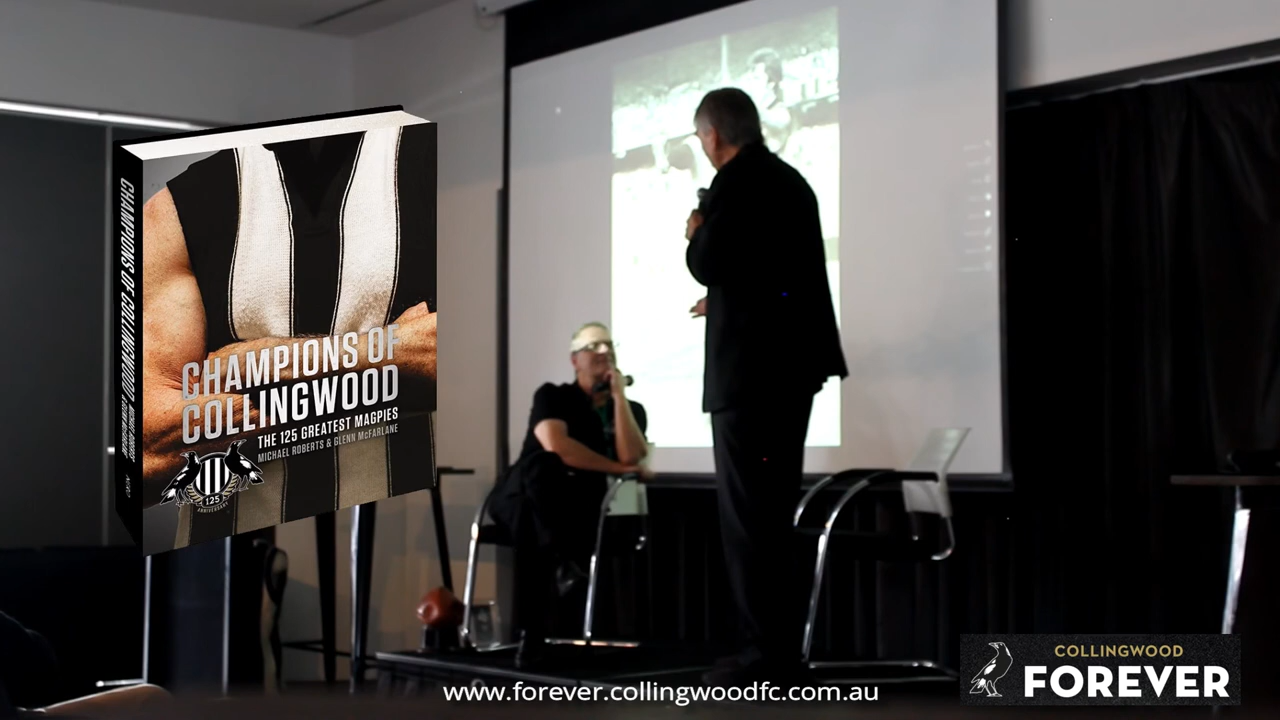 CHAMPIONS OF COLLINGWOOD
CHAMPIONS OF
COLLINGWOOD
THE 125 GREATEST MAGPIES
MICHAEL ROBERTS & GLENN McFARLANE
125
ANNIVERSARY
COLLINGWOOD
FOREVER
www.forever.collingwoodfc.com.au